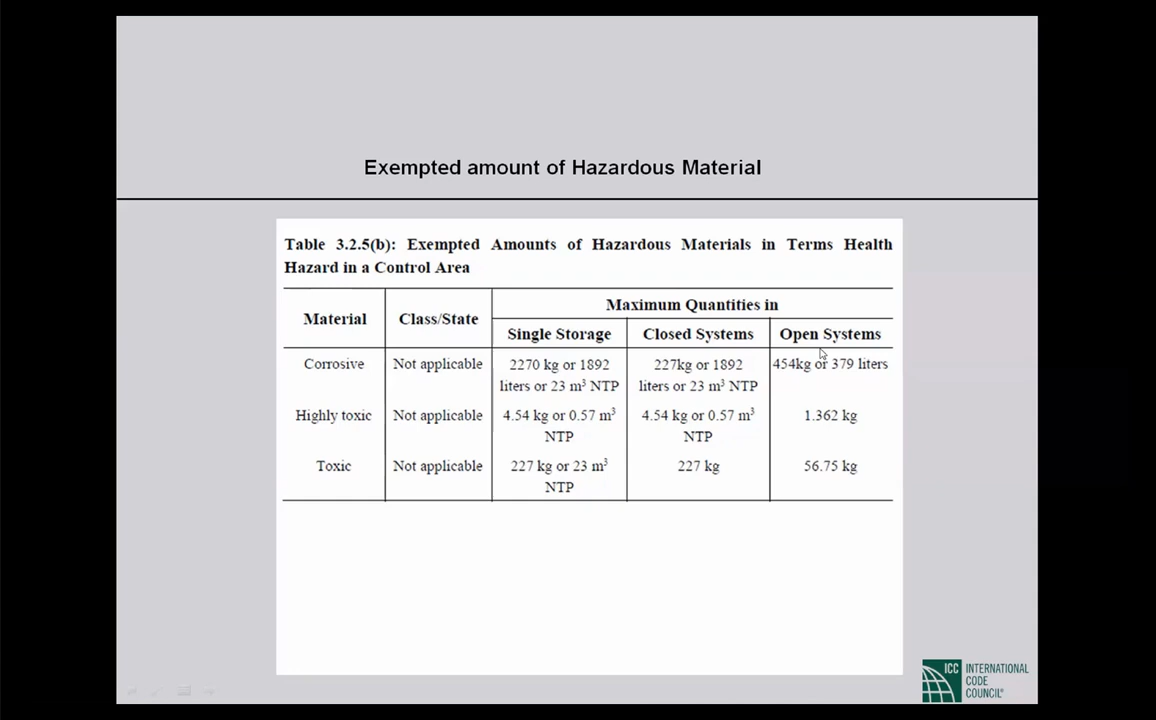 Exempted amount of Hazardous Material
Table 3.2.5(b): Exempted Amounts of Hazardous Materials in Terms Health
Hazard in a Control Area
Material Class/State Maximum Quantities in
Single Storage Closed Systems Open Systems
Corrosive Not applicable 2270 kg or 1892 227kg or 1892 454kg or 379 liters
liters or 23 m³ NTP liters or 23 m³ NTP
Highly toxic Not applicable 4.54 kg or 0.57 m³ 4.54 kg or 0.57 m³ 1.362 kg
NTP NTP
Toxic Not applicable 227 kg or 23 m³ 227 kg 56.75 kg
NTP
ICC INTERNATIONAL
CODE
COUNCIL®